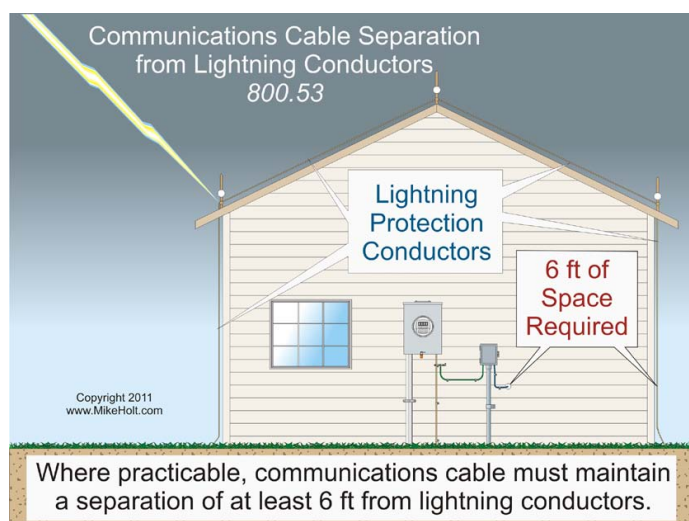 Communications Cable Separation
from Lightning Conductors
800.53
Lightning
Protection
Conductors
6 ft of
Space
Required
Copyright 2011
www.MikeHolt.com
Where practicable, communications cable must maintain
a separation of at least 6 ft from lightning conductors.